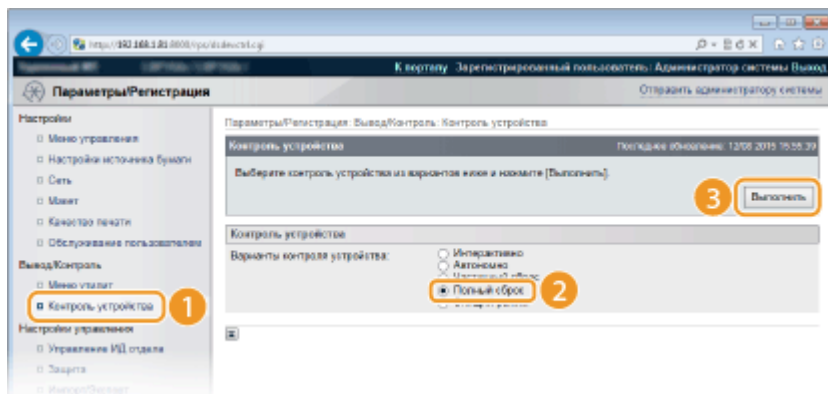 http://192.168.1.81:8000/rps/dsdevctrl.cgi
К порталу Зарегистрированный пользователь: Администратор системы Выход
Параметры/Регистрация
Отправить администратору системы
Настройки
Меню управления
Настройки источника бумаги
Сеть
Макет
Качество печати
Обслуживание пользователем
Вывод/Контроль
Меню утилит
Контроль устройства
1
Настройки управления
Управление ИД отдела
Защита
Импорт/Экспорт
Параметры/Регистрация: Вывод/Контроль: Контроль устройства
Контроль устройства
Последнее обновление: 12/08 2015 15:55:39
Выберите контроль устройства из вариантов ниже и нажмите [Выполнить].
3
Выполнить
Контроль устройства
Варианты контроля устройства:
Интерактивно
Автономно
Полный сброс
2